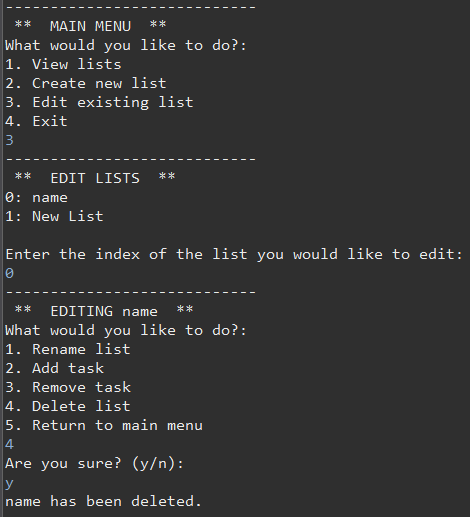 ----------------------------
 **  MAIN MENU  **
What would you like to do?:
1. View lists
2. Create new list
3. Edit existing list
4. Exit
3
----------------------------
 **  EDIT LISTS  **
0: name
1: New List

Enter the index of the list you would like to edit:
0
----------------------------
 **  EDITING name  **
What would you like to do?:
1. Rename list
2. Add task
3. Remove task
4. Delete list
5. Return to main menu
4
Are you sure? (y/n):
y
name has been deleted.